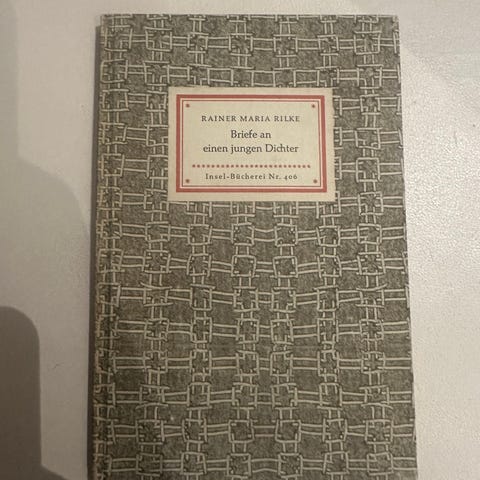 RAINER MARIA RILKE
Briefe an
einen jungen Dichter
Insel-Bücherei Nr. 406